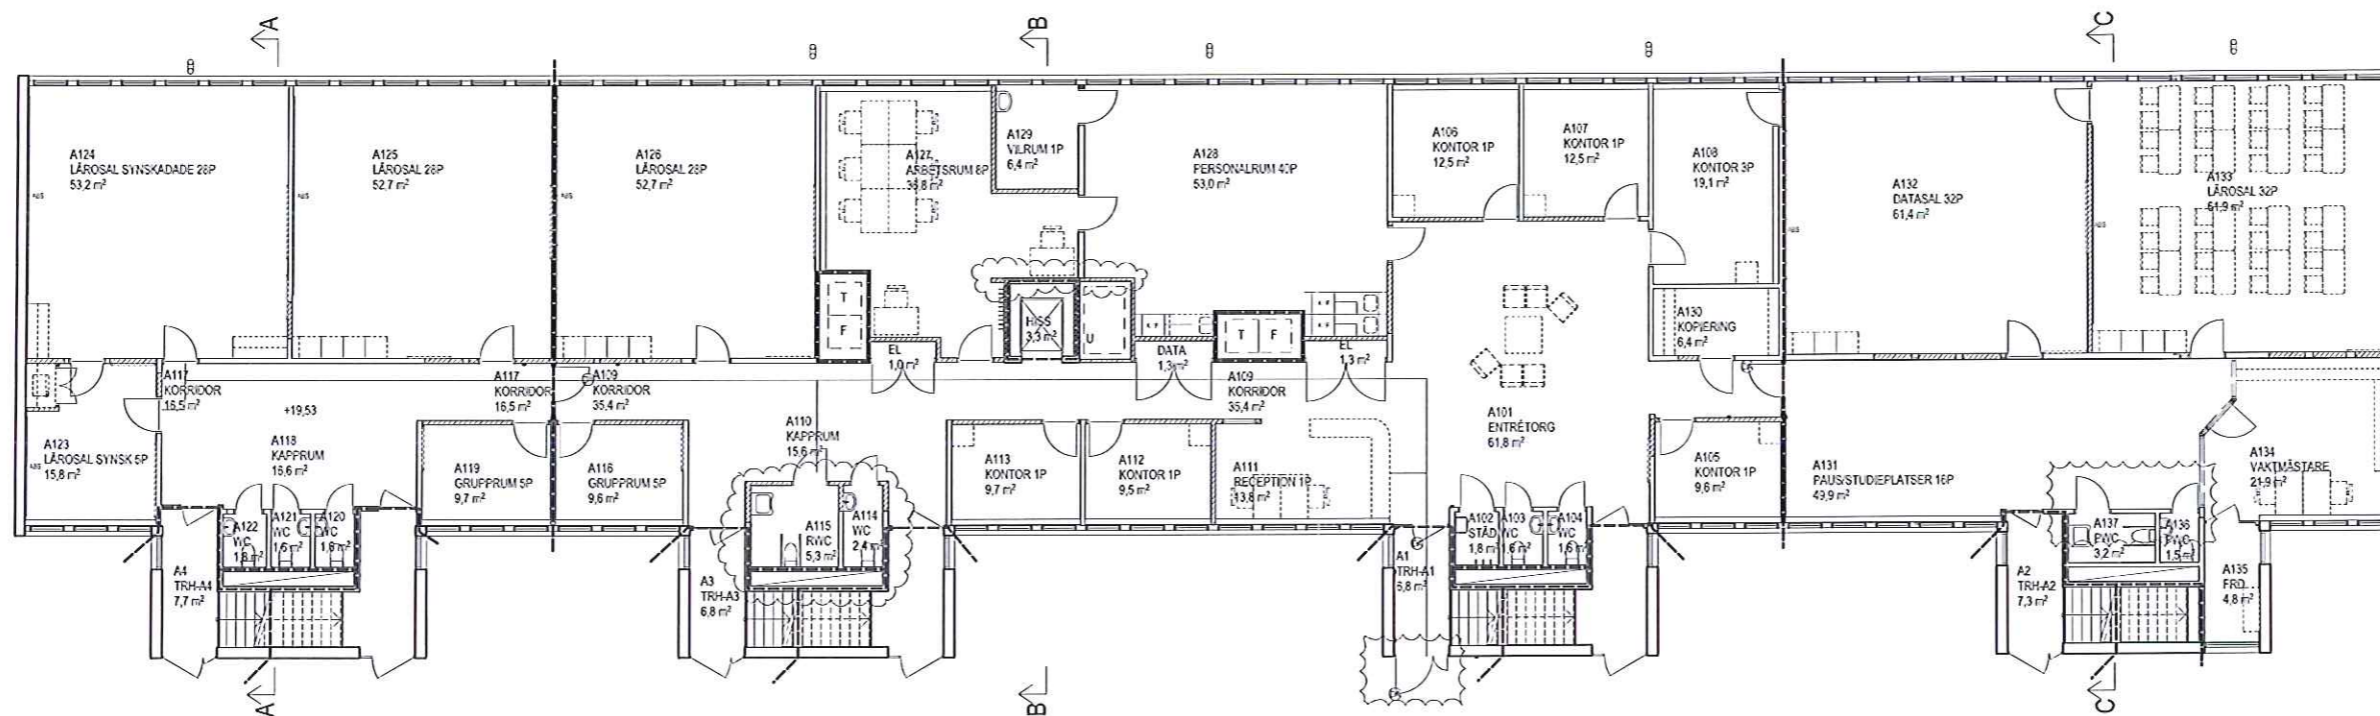 A
B
C
A124
LÄROSAL SYNSKADADE 28P
53,2 m²
A125
LÄROSAL 28P
52,7 m²
A126
LÄROSAL 28P
52,7 m²
A127
ARBETSRUM 8P
A129
VILRUM 1P
6,4 m²
A128
PERSONALRUM 40P
53,0 m²
A106
KONTOR 1P
12,5 m²
A107
KONTOR 1P
12,5 m²
A108
KONTOR 3P
19,1 m²
A132
DATASAL 32P
61,4 m²
A133
LÄROSAL 32P
61,9 m²
T
F
HISS
3,3 m²
U
K F
T
F
K F
K F
A130
KOPIERING
6,4 m²
EL
1,0 m²
DATA
1,3 m²
EL
1,3 m²
A117
KORRIDOR
16,5 m²
A117
KORRIDOR
16,5 m²
A109
KORRIDOR
35,4 m²
A109
KORRIDOR
35,4 m²
+19,53
A123
LÄROSAL SYNSK 5P
15,8 m²
A118
KAPPRUM
16,6 m²
A119
GRUPPRUM 5P
9,7 m²
A116
GRUPPRUM 5P
9,6 m²
A110
KAPPRUM
15,6 m²
A113
KONTOR 1P
9,7 m²
A112
KONTOR 1P
9,5 m²
A111
RECEPTION 1P
13,8 m²
A101
ENTRÉTORG
61,8 m²
A105
KONTOR 1P
9,6 m²
A131
PAUS/STUDIEPLATSER 16P
49,9 m²
A134
VAKTMÄSTARE
21,9 m²
A122
WC
1,6 m²
A121
WC
1,6 m²
A120
WC
1,6 m²
A115
RWC
5,3 m²
A114
WC
2,4 m²
A102
STÄD
1,8 m²
A103
WC
1,6 m²
A104
WC
1,6 m²
A137
PWC
3,2 m²
A136
PWC
1,5 m²
A4
TRH-A4
7,7 m²
A3
TRH-A3
6,8 m²
A1
TRH-A1
6,8 m²
A2
TRH-A2
7,3 m²
A135
FRD
4,8 m²
A
B
C